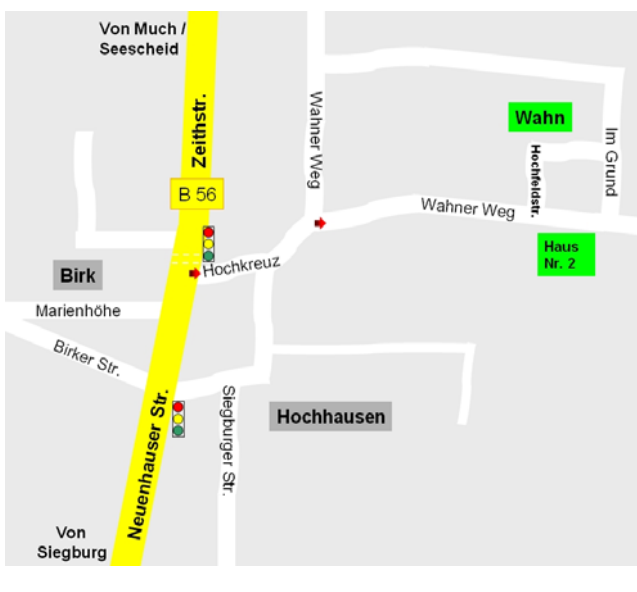 Von Much /
Seescheid
Zeithstr.
Wahner Weg
Wahn
Im Grund
Hochfeldstr.
B 56
Wahner Weg
Haus
Nr. 2
Hochkreuz
Birk
Marienhöhe
Birker Str.
Neuenhauser Str.
Siegburger Str.
Hochhausen
Von
Siegburg